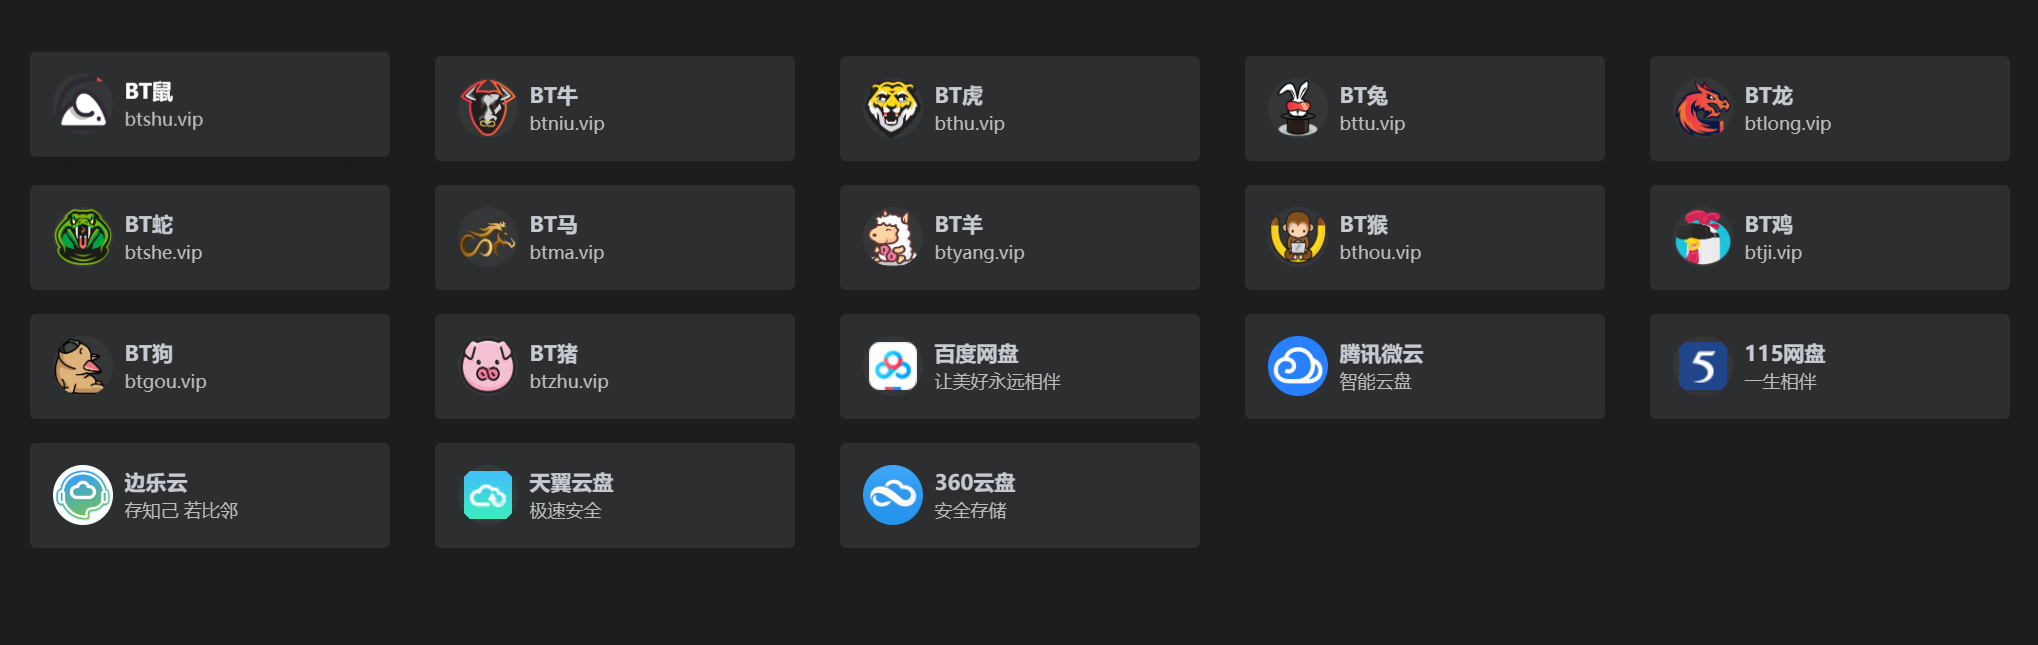 BT鼠
btshu.vip
BT牛
btniu.vip
BT虎
bthu.vip
BT兔
bttu.vip
BT龙
btlong.vip
BT蛇
btshe.vip
BT马
btma.vip
BT羊
btyang.vip
BT猴
bthou.vip
BT鸡
btji.vip
BT狗
btgou.vip
BT猪
btzhu.vip
百度网盘
让美好永远相伴
腾讯微云
智能云盘
5
115网盘
一生相伴
边乐云
存知己 若比邻
天翼云盘
极速安全
360云盘
安全存储